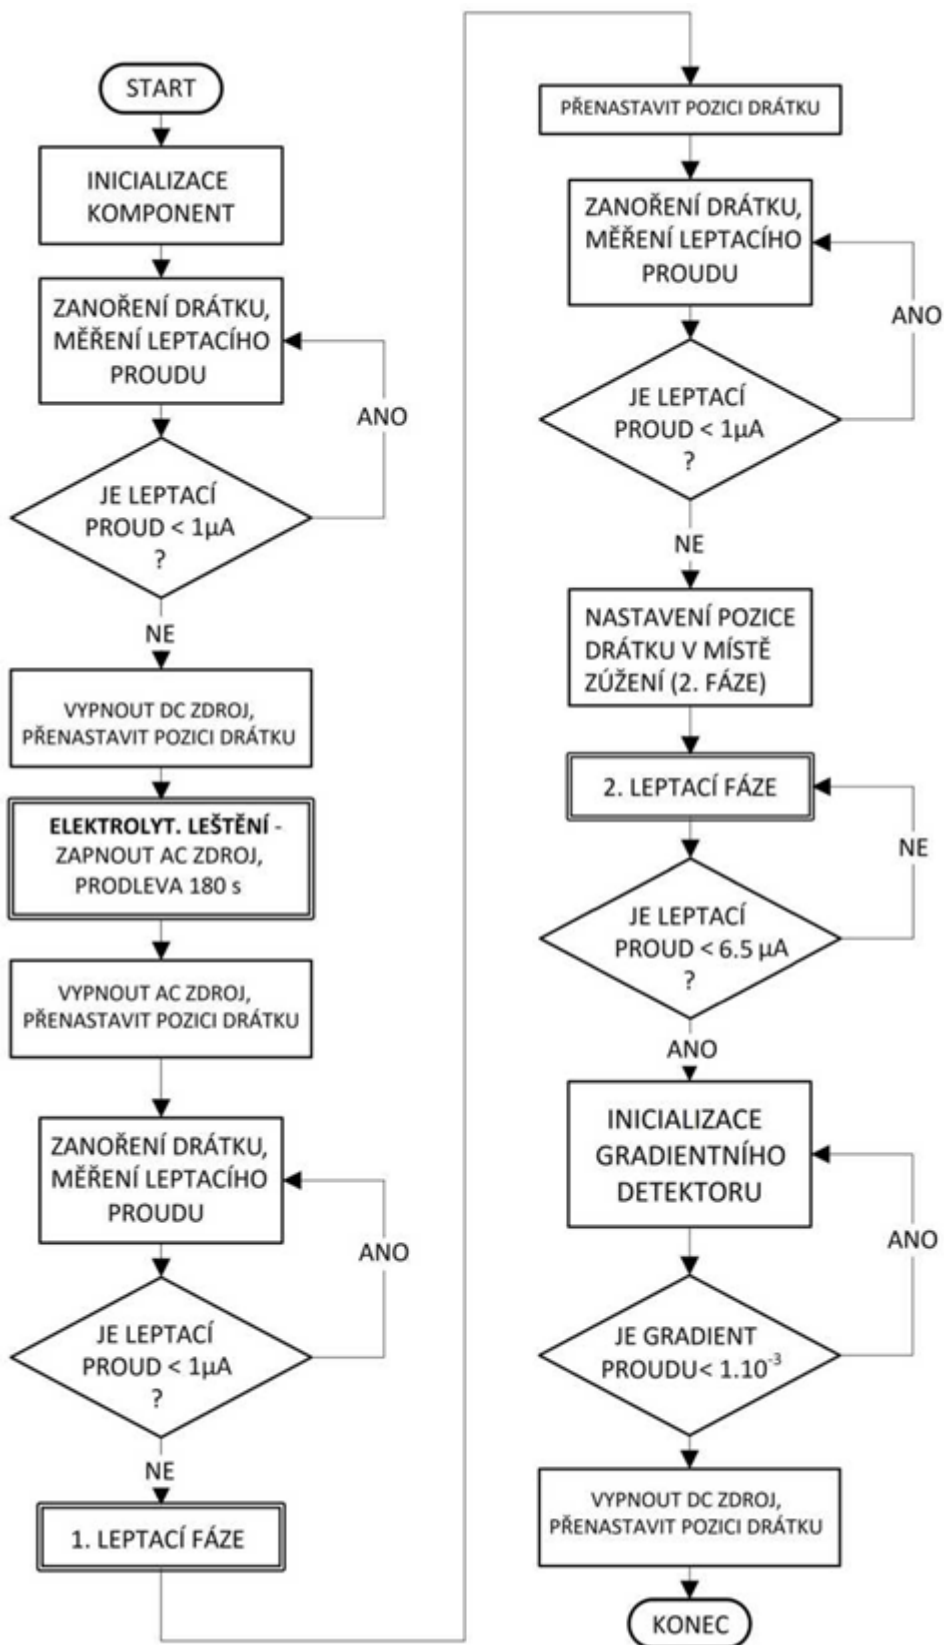 START
INICIALIZACE
KOMPONENT
ZANOŘENÍ DRÁTKU,
MĚŘENÍ LEPTACÍHO
PROUDU
ANO
JE LEPTACÍ
PROUD < 1µA
?
NE
VYPNOUT DC ZDROJ,
PŘENASTAVIT POZICI DRÁTKU
ELEKTROLYT. LEŠTĚNÍ -
ZAPNOUT AC ZDROJ,
PRODLEVA 180 s
VYPNOUT AC ZDROJ,
PŘENASTAVIT POZICI DRÁTKU
ZANOŘENÍ DRÁTKU,
MĚŘENÍ LEPTACÍHO
PROUDU
ANO
JE LEPTACÍ
PROUD < 1µA
?
NE
1. LEPTACÍ FÁZE
PŘENASTAVIT POZICI DRÁTKU
ZANOŘENÍ DRÁTKU,
MĚŘENÍ LEPTACÍHO
PROUDU
ANO
JE LEPTACÍ
PROUD < 1µA
?
NE
NASTAVENÍ POZICE
DRÁTKU V MÍSTĚ
ZÚŽENÍ (2. FÁZE)
2. LEPTACÍ FÁZE
NE
JE LEPTACÍ
PROUD < 6.5 µA
?
ANO
INICIALIZACE
GRADIENTNÍHO
DETEKTORU
ANO
JE GRADIENT
PROUDU< 1.10⁻³
NE
VYPNOUT DC ZDROJ,
PŘENASTAVIT POZICI DRÁTKU
KONEC